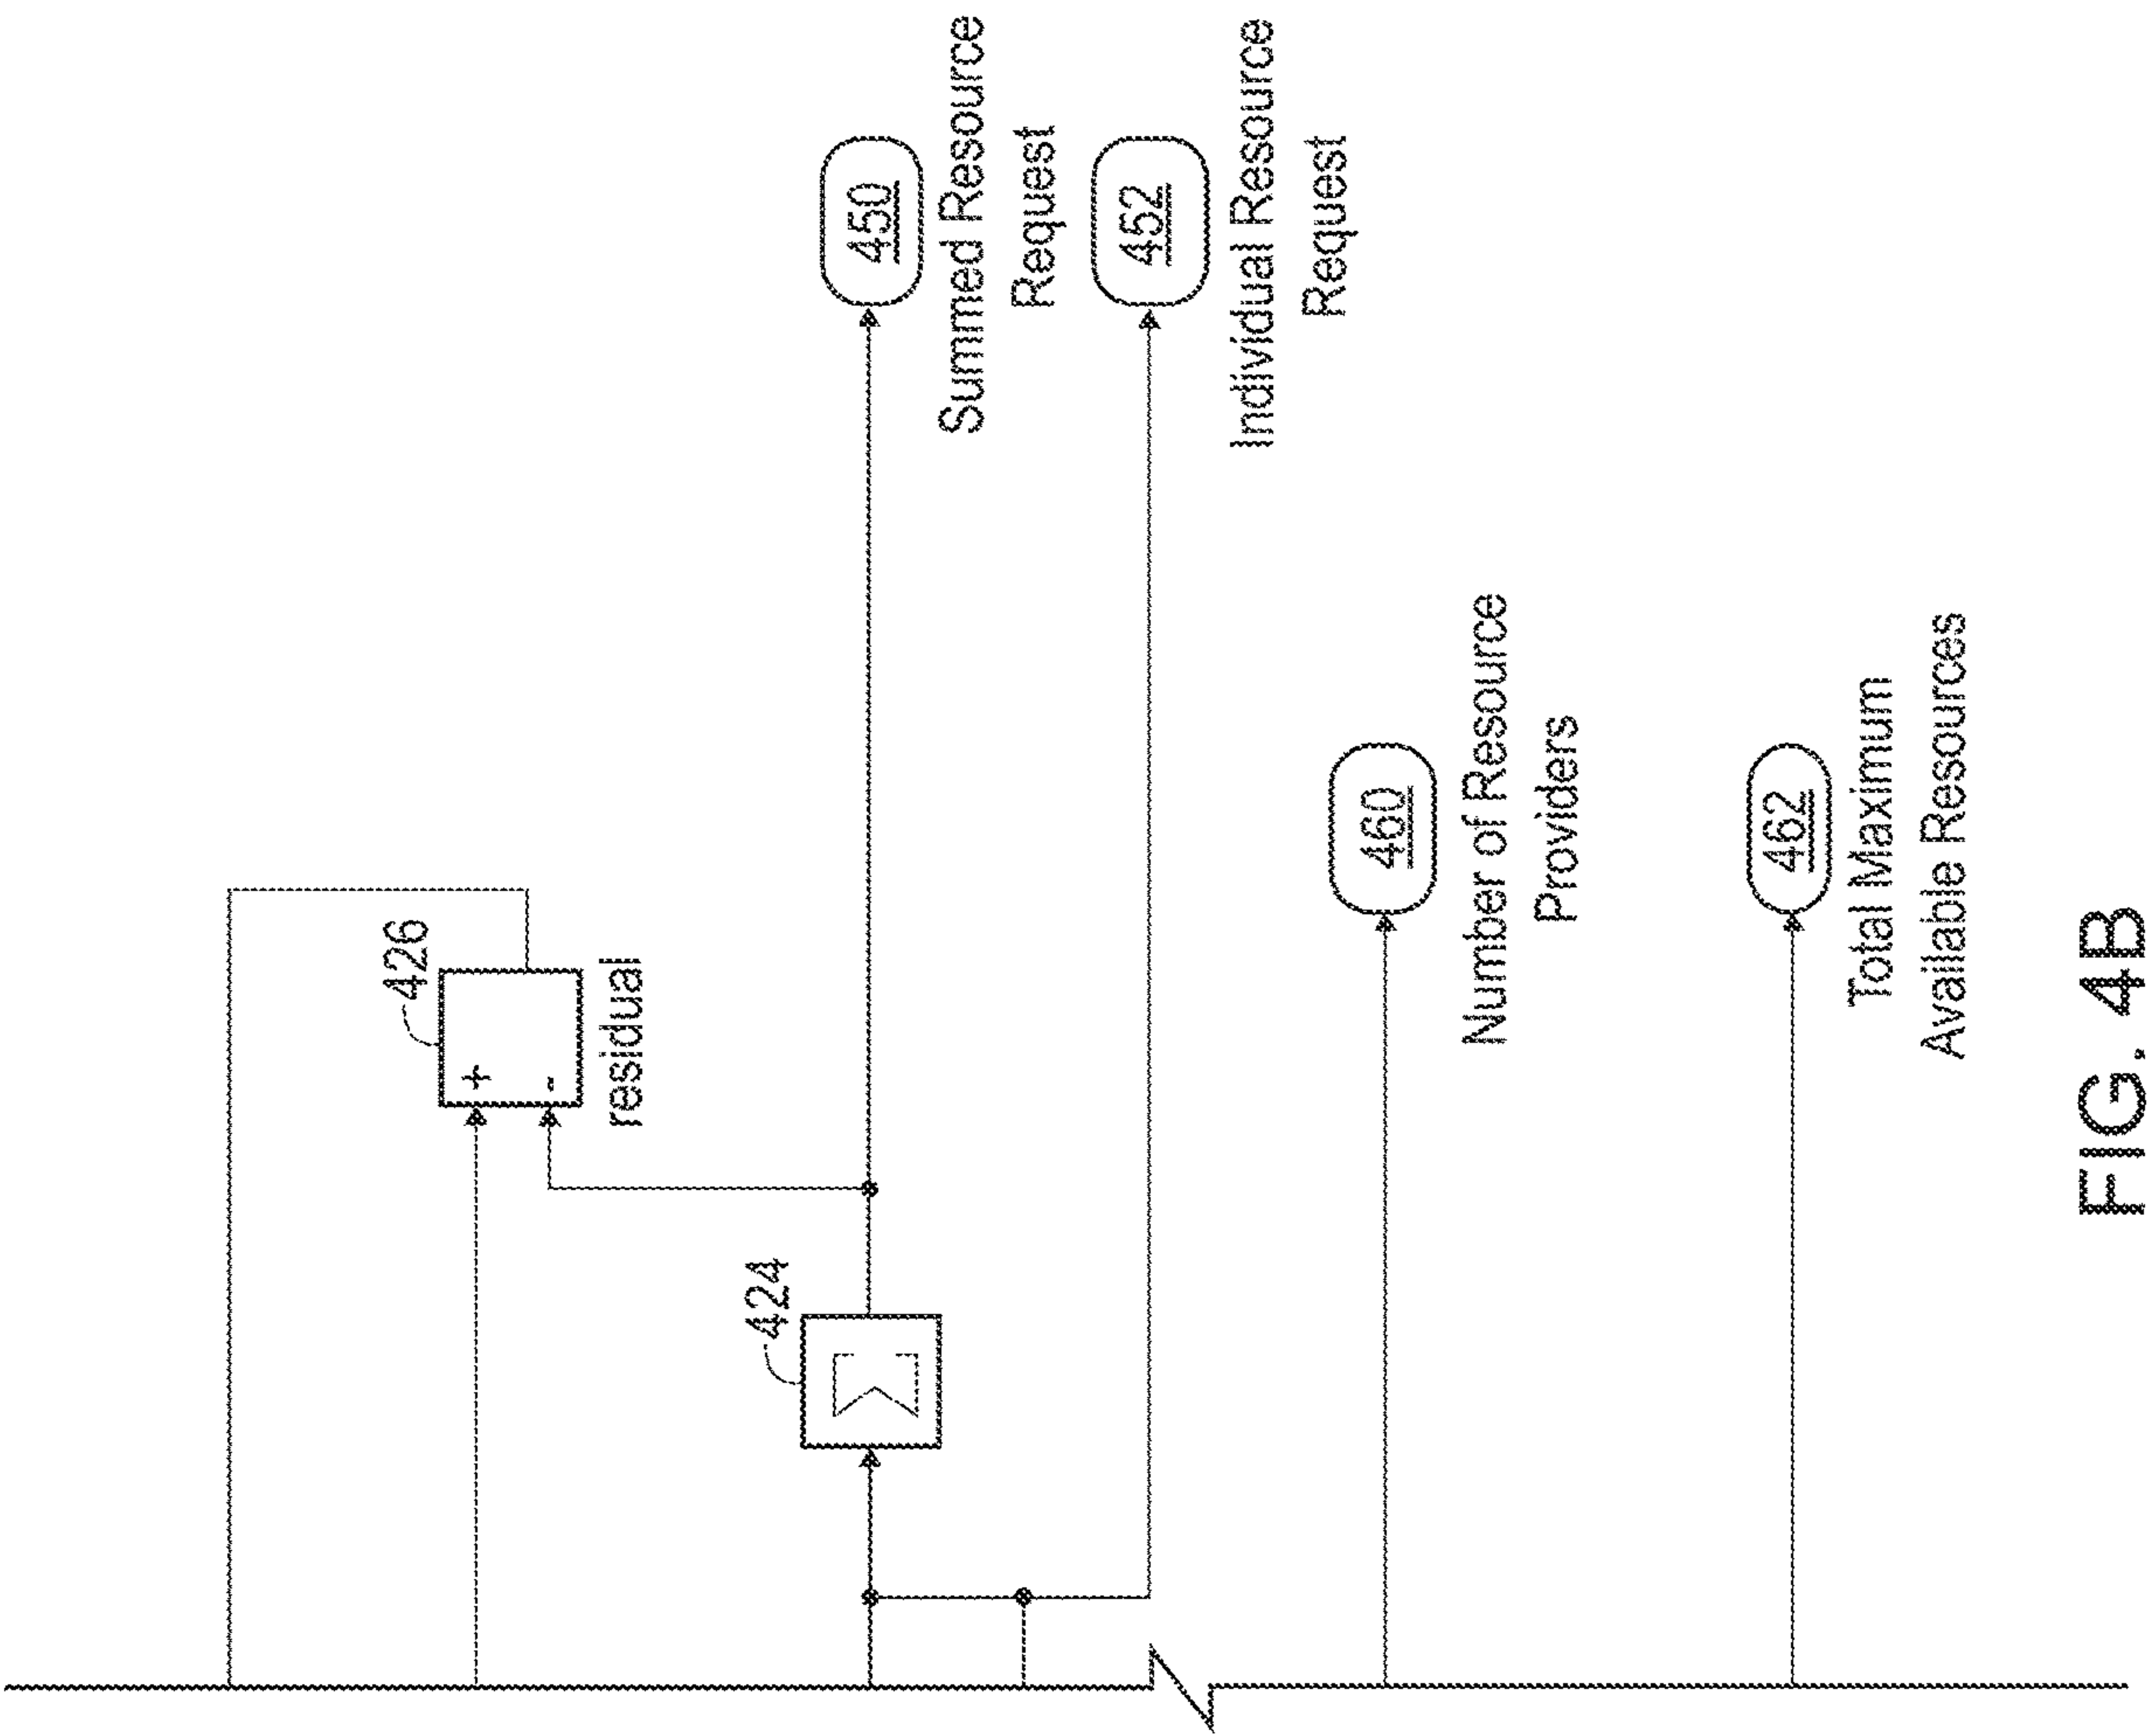 426
+
-
residual
424
Σ
450
Summed Resource
Request
452
Individual Resource
Request
460
Number of Resource
Providers
462
Total Maximum
Available Resources
FIG. 4B